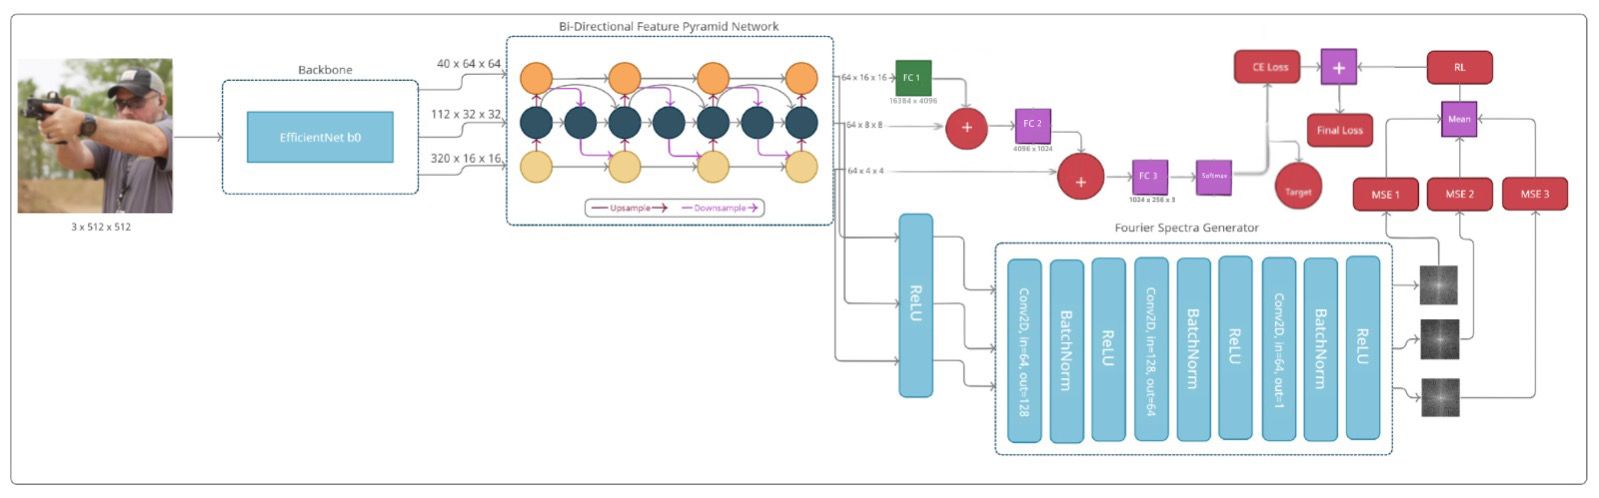 Bi-Directional Feature Pyramid Network
Backbone
EfficientNet b0
3 x 512 x 512
40 x 64 x 64
112 x 32 x 32
320 x 16 x 16
Upsample
Downsample
64 x 16 x 16
64 x 8 x 8
64 x 4 x 4
FC 1
16384 x 4096
+
FC 2
4096 x 1024
+
FC 3
1024 x 256 x 3
Softmax
Target
CE Loss
+
RL
Final Loss
Mean
MSE 1
MSE 2
MSE 3
ReLU
Fourier Spectra Generator
Conv2D, in=64, out=128
BatchNorm
ReLU
Conv2D, in=128, out=64
BatchNorm
ReLU
Conv2D, in=64, out=1
BatchNorm
ReLU